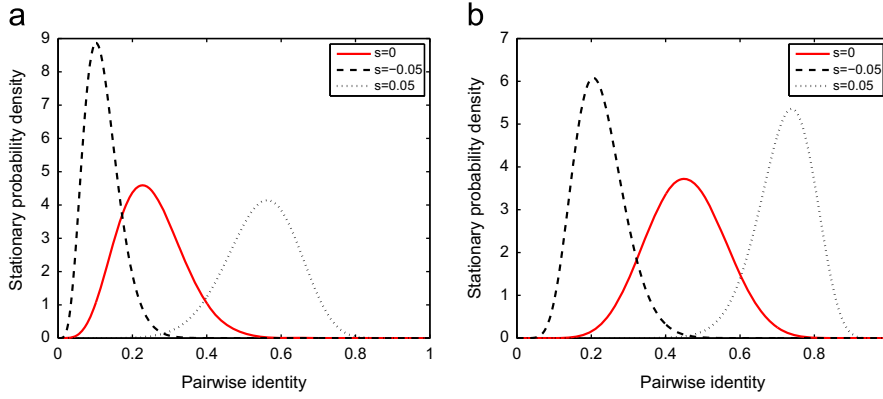 a
9
8
7
6
5
4
3
2
1
0
Stationary probability density
s=0
s=−0.05
s=0.05
0 0.2 0.4 0.6 0.8 1
Pairwise identity
b
7
6
5
4
3
2
1
0
Stationary probability density
s=0
s=−0.05
s=0.05
0 0.2 0.4 0.6 0.8
Pairwise identity